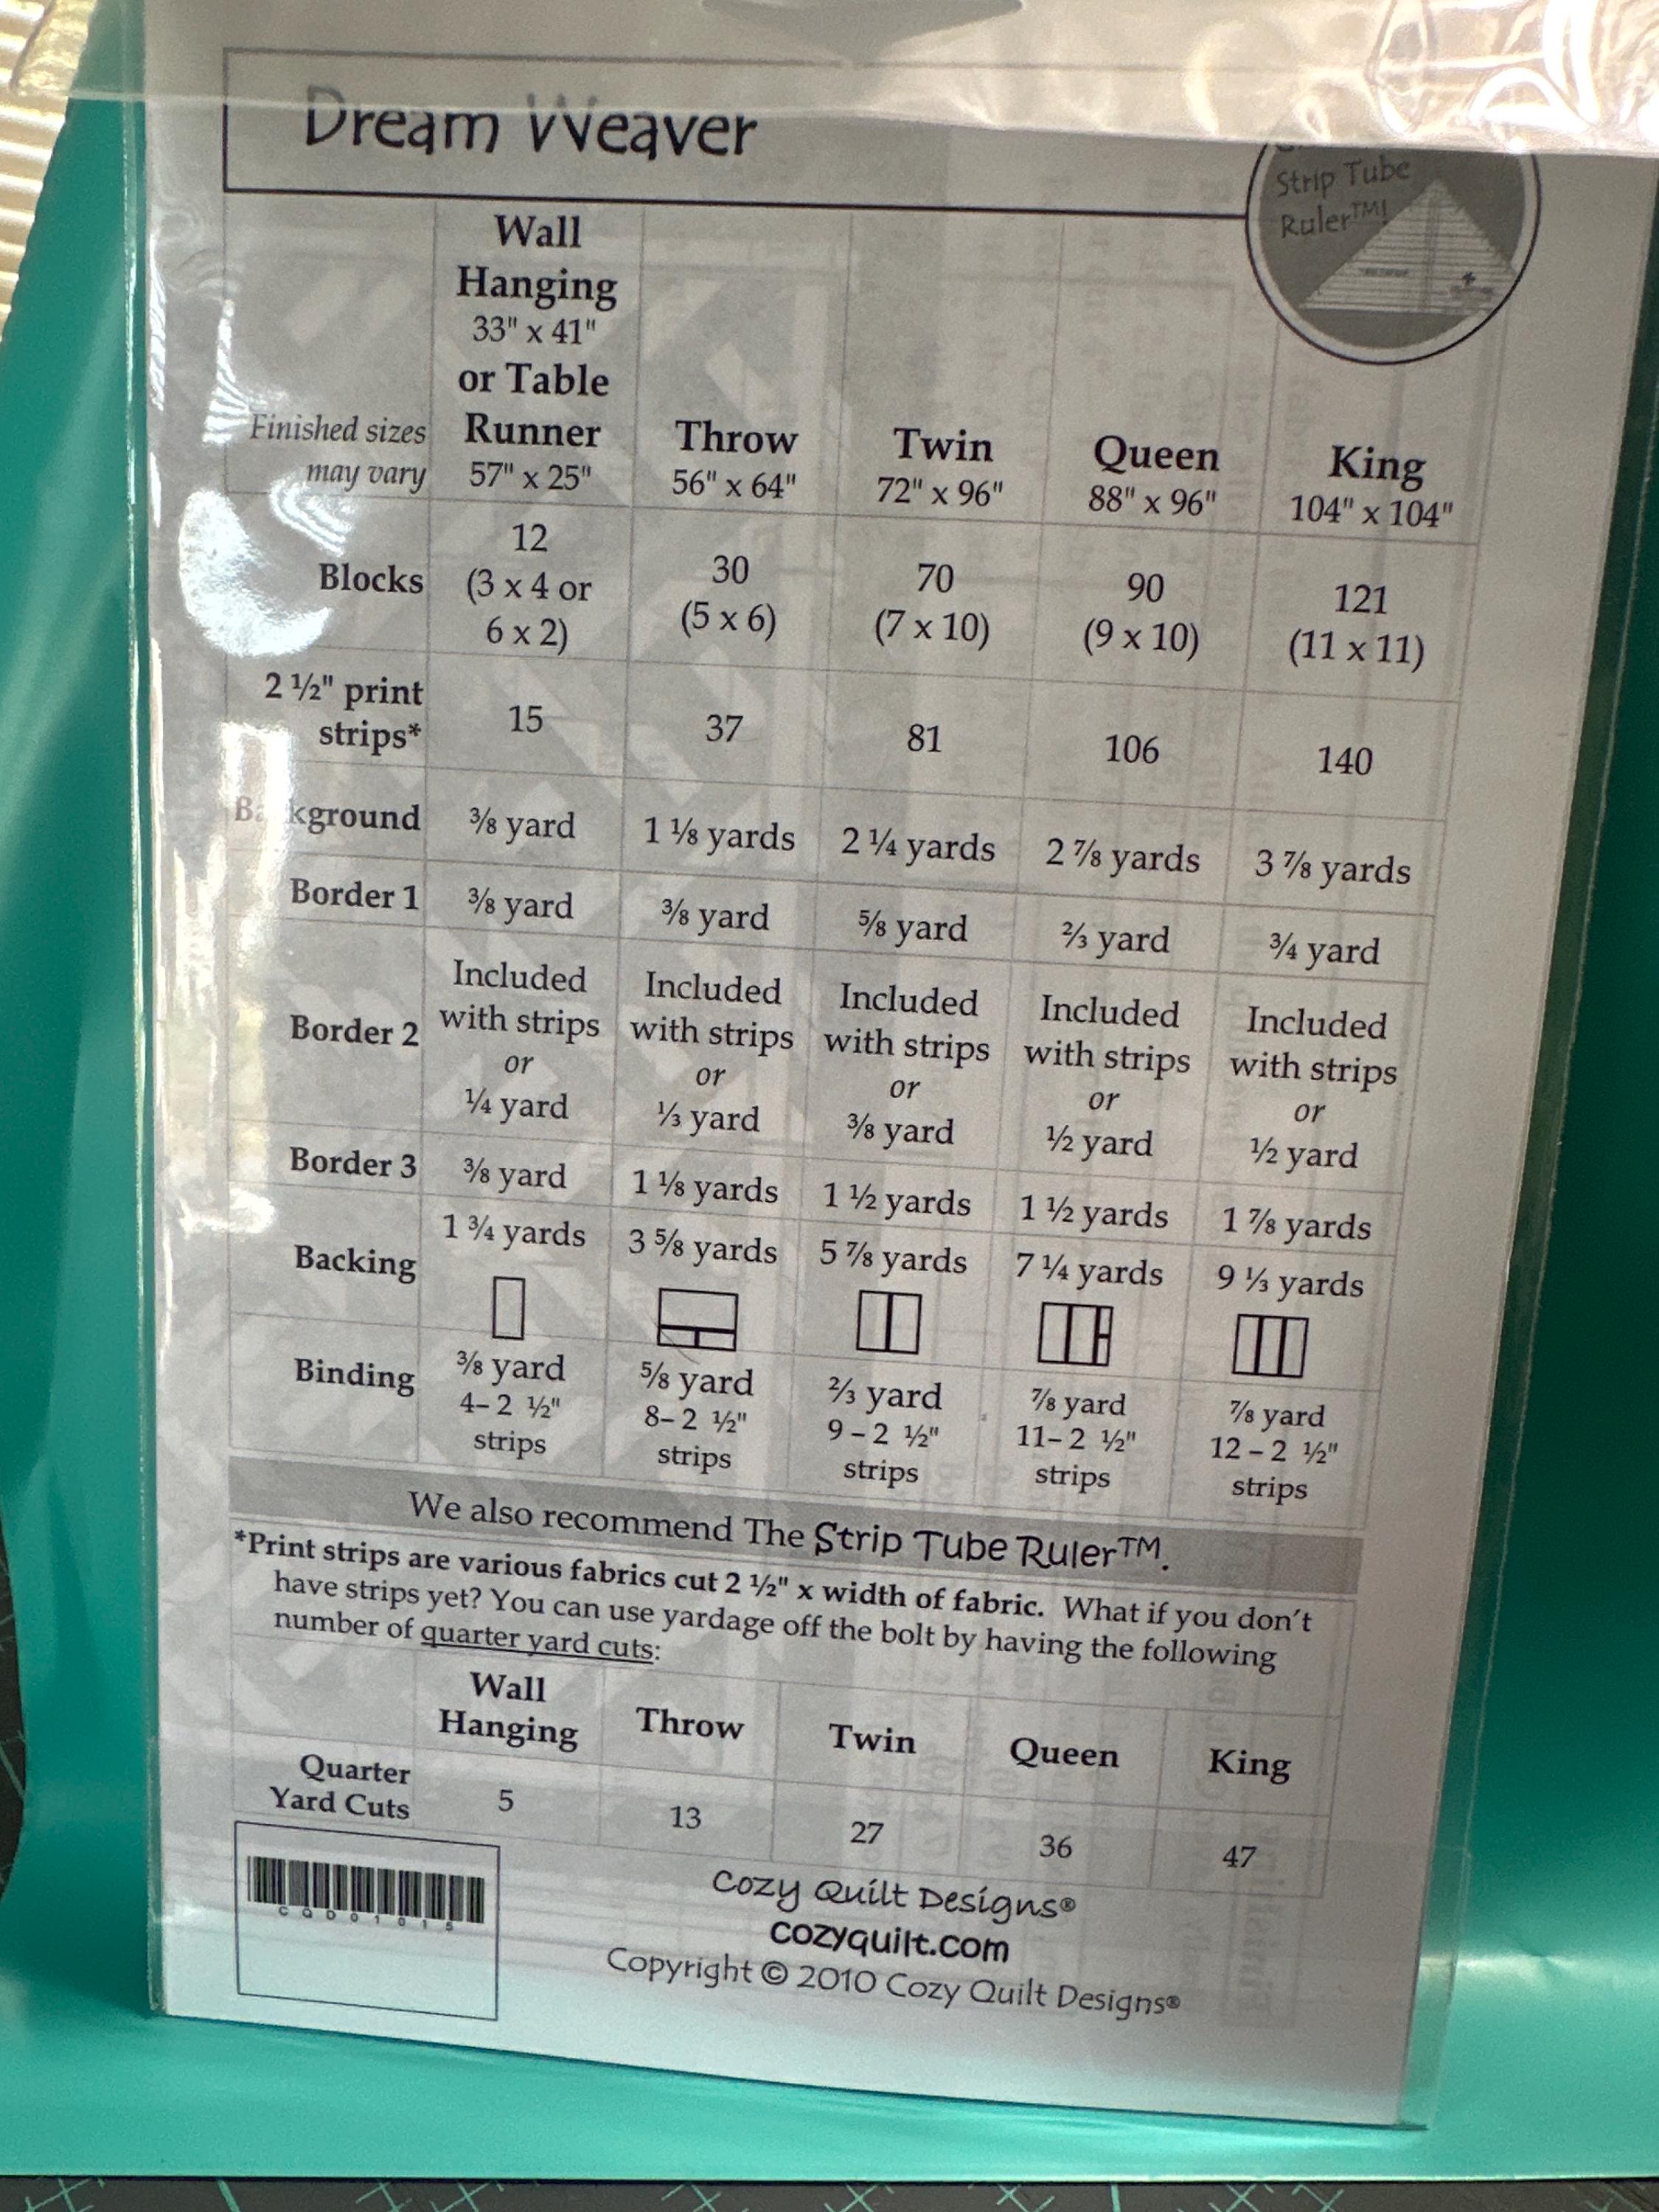 Dream Weaver
Strip Tube
Ruler™!
Wall
Hanging
33" x 41"
or Table
Runner
57" x 25"
Throw
56" x 64"
Twin
72" x 96"
Queen
88" x 96"
King
104" x 104"
Finished sizes
may vary
Blocks
12
(3 x 4 or
6 x 2)
30
(5 x 6)
70
(7 x 10)
90
(9 x 10)
121
(11 x 11)
2 ½" print
strips*
15
37
81
106
140
Background
⅜ yard
1 ⅛ yards
2 ¼ yards
2 ⅞ yards
3 ⅞ yards
Border 1
⅜ yard
⅜ yard
⅝ yard
⅔ yard
¾ yard
Border 2
Included
with strips
or
¼ yard
Included
with strips
or
⅓ yard
Included
with strips
or
⅜ yard
Included
with strips
or
½ yard
Included
with strips
or
½ yard
Border 3
⅜ yard
1 ⅛ yards
1 ½ yards
1 ½ yards
1 ⅞ yards
Backing
1 ¾ yards
3 ⅝ yards
5 ⅞ yards
7 ¼ yards
9 ⅓ yards
Binding
⅜ yard
4– 2 ½"
strips
⅝ yard
8– 2 ½"
strips
⅔ yard
9 – 2 ½"
strips
⅞ yard
11– 2 ½"
strips
⅞ yard
12 – 2 ½"
strips
We also recommend The Strip Tube Ruler™.
*Print strips are various fabrics cut 2 ½" x width of fabric. What if you don't
have strips yet? You can use yardage off the bolt by having the following
number of quarter yard cuts:
Wall
Hanging
Throw
Twin
Queen
King
Quarter
Yard Cuts
5
13
27
36
47
CQD01015
Cozy Quilt Designs®
cozyquilt.com
Copyright © 2010 Cozy Quilt Designs®